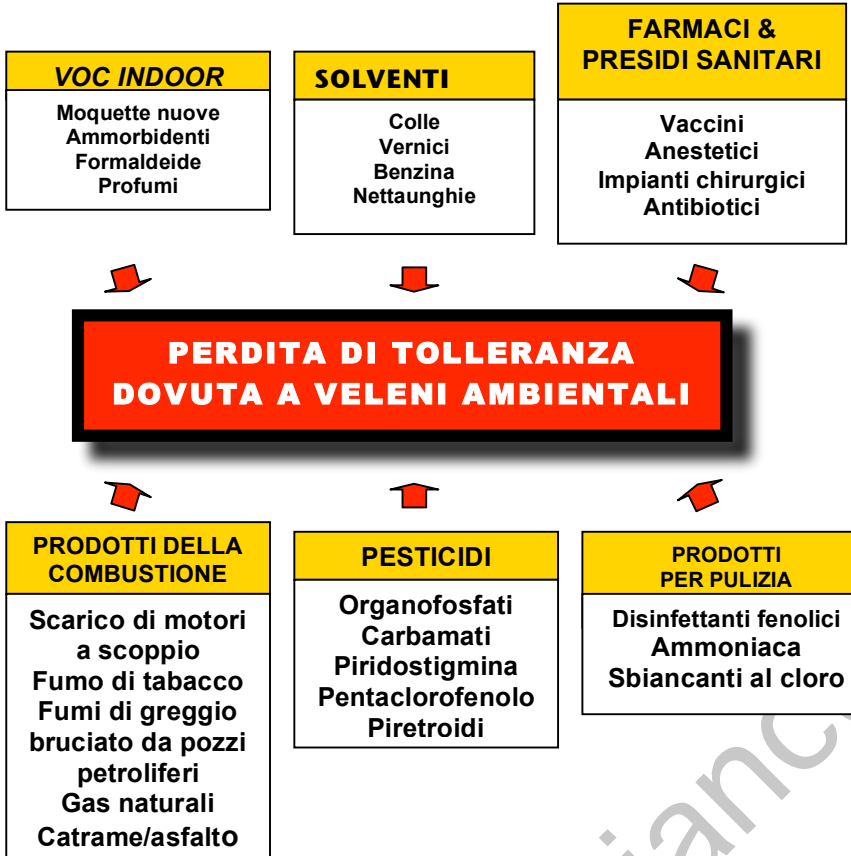 VOC INDOOR
Moquette nuove
Ammorbidenti
Formaldeide
Profumi
SOLVENTI
Colle
Vernici
Benzina
Nettaunghie
FARMACI &
PRESIDI SANITARI
Vaccini
Anestetici
Impianti chirurgici
Antibiotici
PERDITA DI TOLLERANZA
DOVUTA A VELENI AMBIENTALI
PRODOTTI DELLA
COMBUSTIONE
Scarico di motori
a scoppio
Fumo di tabacco
Fumi di greggio
bruciato da pozzi
petroliferi
Gas naturali
Catrame/asfalto
PESTICIDI
Organofosfati
Carbamati
Piridostigmina
Pentaclorofenolo
Piretroidi
PRODOTTI
PER PULIZIA
Disinfettanti fenolici
Ammoniaca
Sbiancanti al cloro